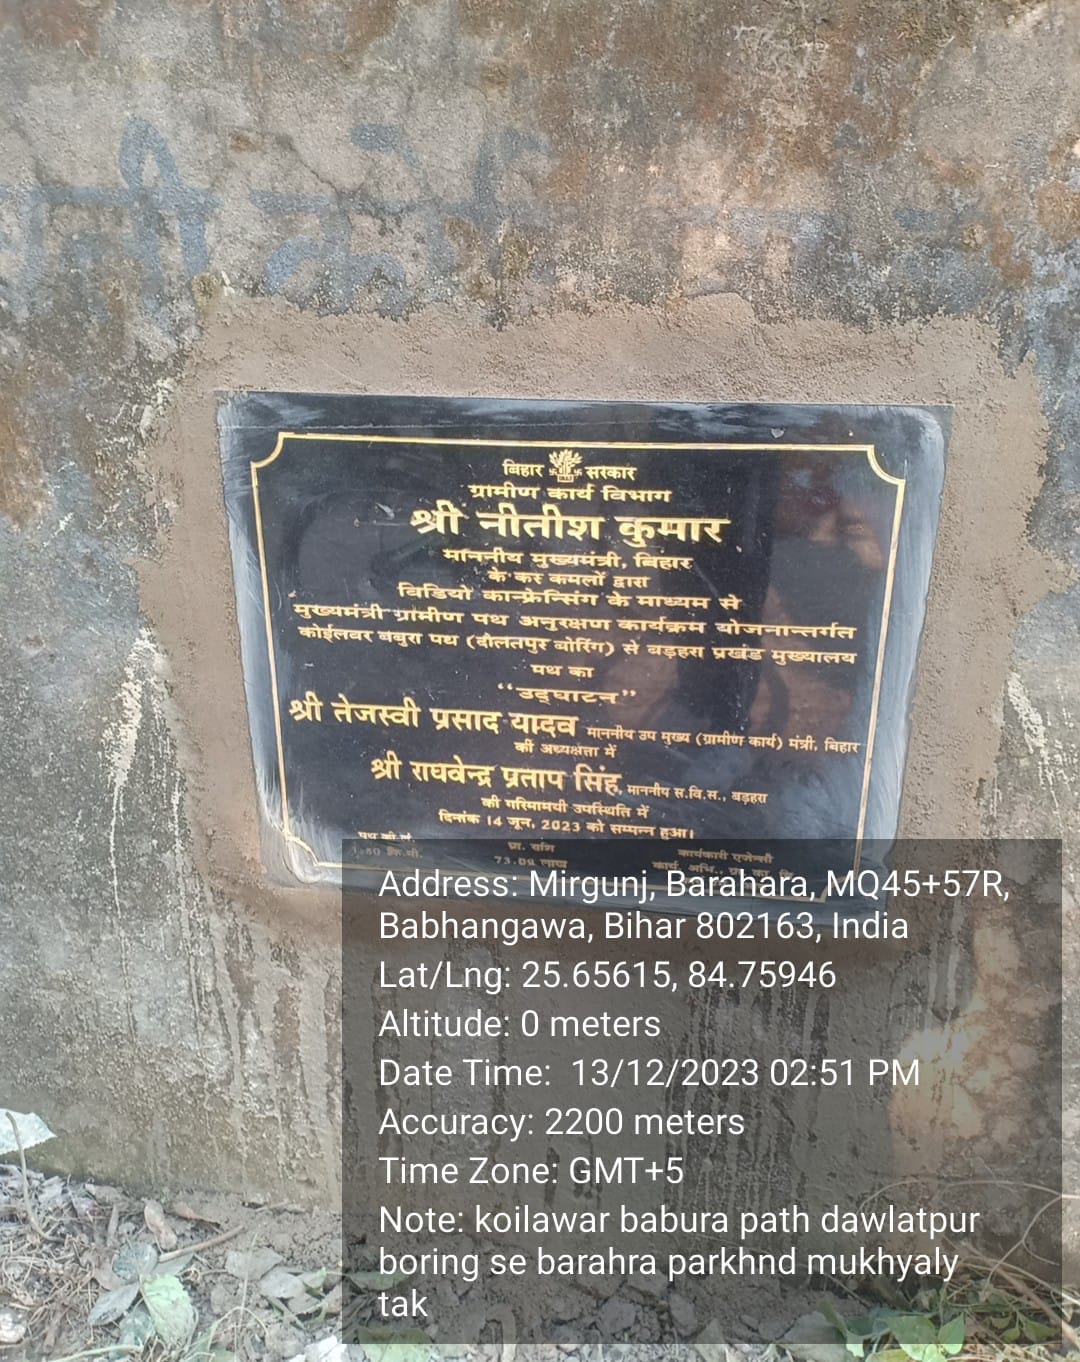 बिहार सरकार
ग्रामीण कार्य विभाग
श्री नीतीश कुमार
माननीय मुख्यमंत्री, बिहार
के कर कमलों द्वारा
विडियो कान्फ्रेन्सिंग के माध्यम से
मुख्यमंत्री ग्रामीण पथ अनुरक्षण कार्यक्रम योजनान्तर्गत
कोईलवर बबुरा पथ (दौलतपुर बोरिंग) से बड़हरा प्रखंड मुख्यालय
पथ का
“उद्घाटन”
श्री तेजस्वी प्रसाद यादव माननीय उप मुख्य (ग्रामीण कार्य) मंत्री, बिहार
की अध्यक्षता में
श्री राघवेन्द्र प्रताप सिंह, माननीय स.वि.स., बड़हरा
की गरिमामयी उपस्थिति में
दिनांक 14 जून, 2023 को सम्पन्न हुआ।
पथ की लं. प्रा. राशि कार्यकारी एजेन्सी
कि.मी. 73.09 लाख कार्य. अभि.,
Address: Mirgunj, Barahara, MQ45+57R,
Babhangawa, Bihar 802163, India
Lat/Lng: 25.65615, 84.75946
Altitude: 0 meters
Date Time: 13/12/2023 02:51 PM
Accuracy: 2200 meters
Time Zone: GMT+5
Note: koilawar babura path dawlatpur
boring se barahra parkhnd mukhyaly
tak